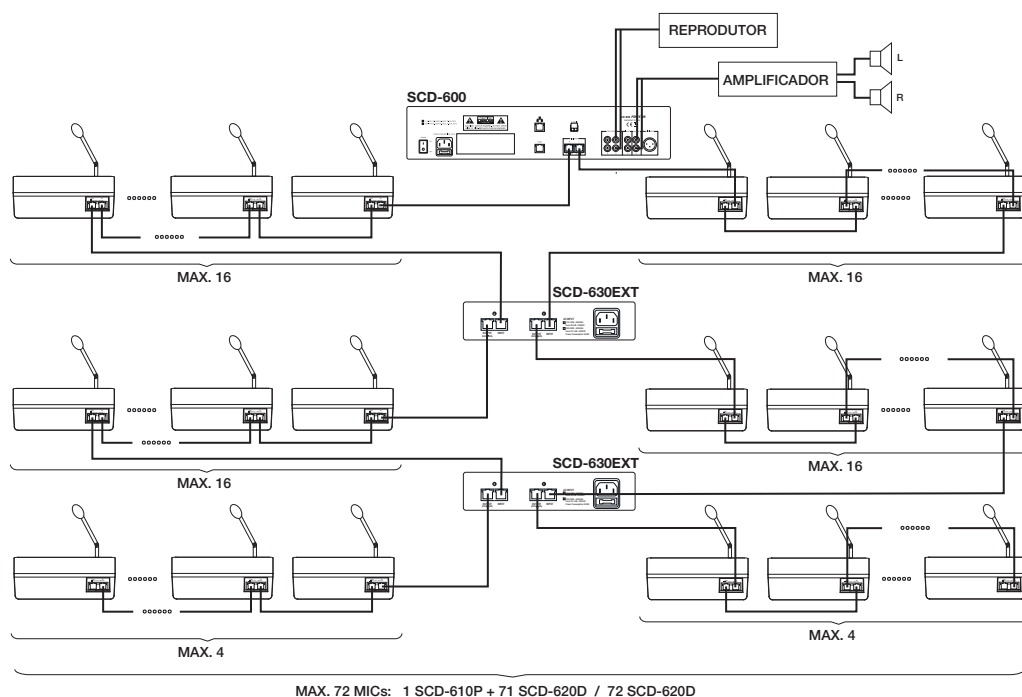 REPRODUTOR
AMPLIFICADOR
L
R
SCD-600
MAX. 16
MAX. 16
SCD-630EXT
MAX. 16
MAX. 16
SCD-630EXT
MAX. 4
MAX. 4
MAX. 72 MICs: 1 SCD-610P + 71 SCD-620D / 72 SCD-620D